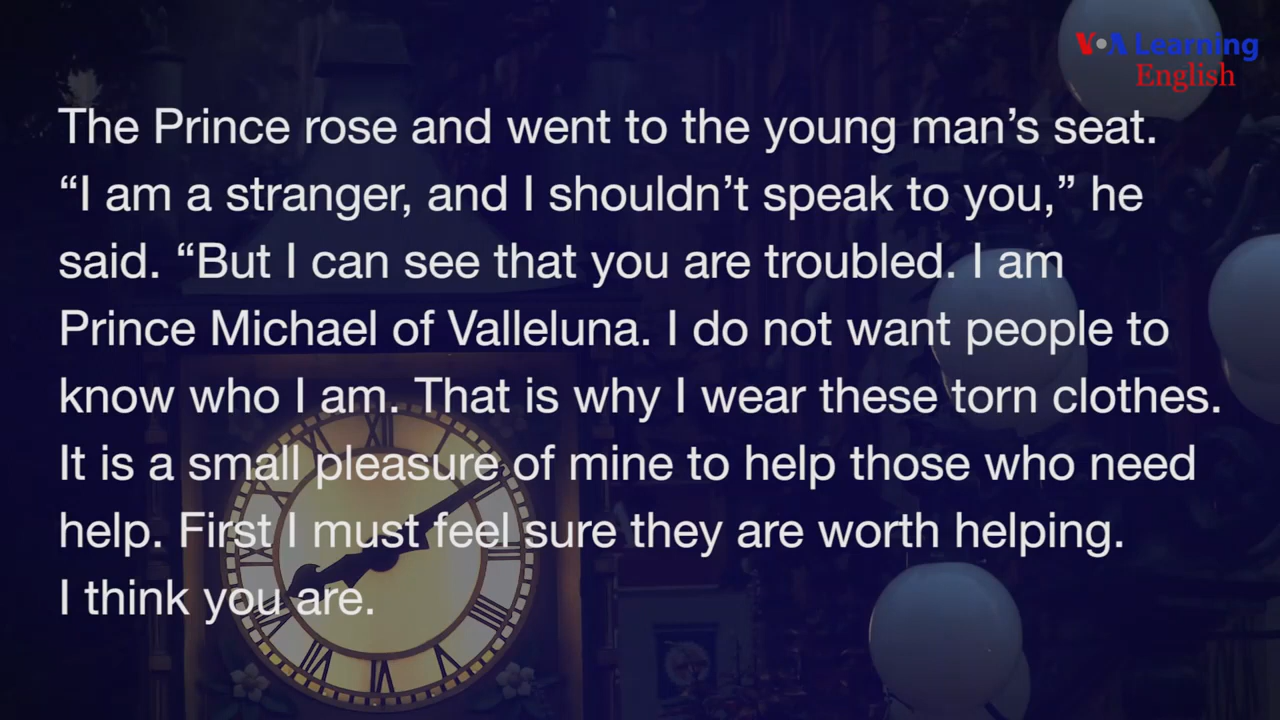 VOA Learning
English
The Prince rose and went to the young man’s seat.
“I am a stranger, and I shouldn’t speak to you,” he
said. “But I can see that you are troubled. I am
Prince Michael of Valleluna. I do not want people to
know who I am. That is why I wear these torn clothes.
It is a small pleasure of mine to help those who need
help. First I must feel sure they are worth helping.
I think you are.